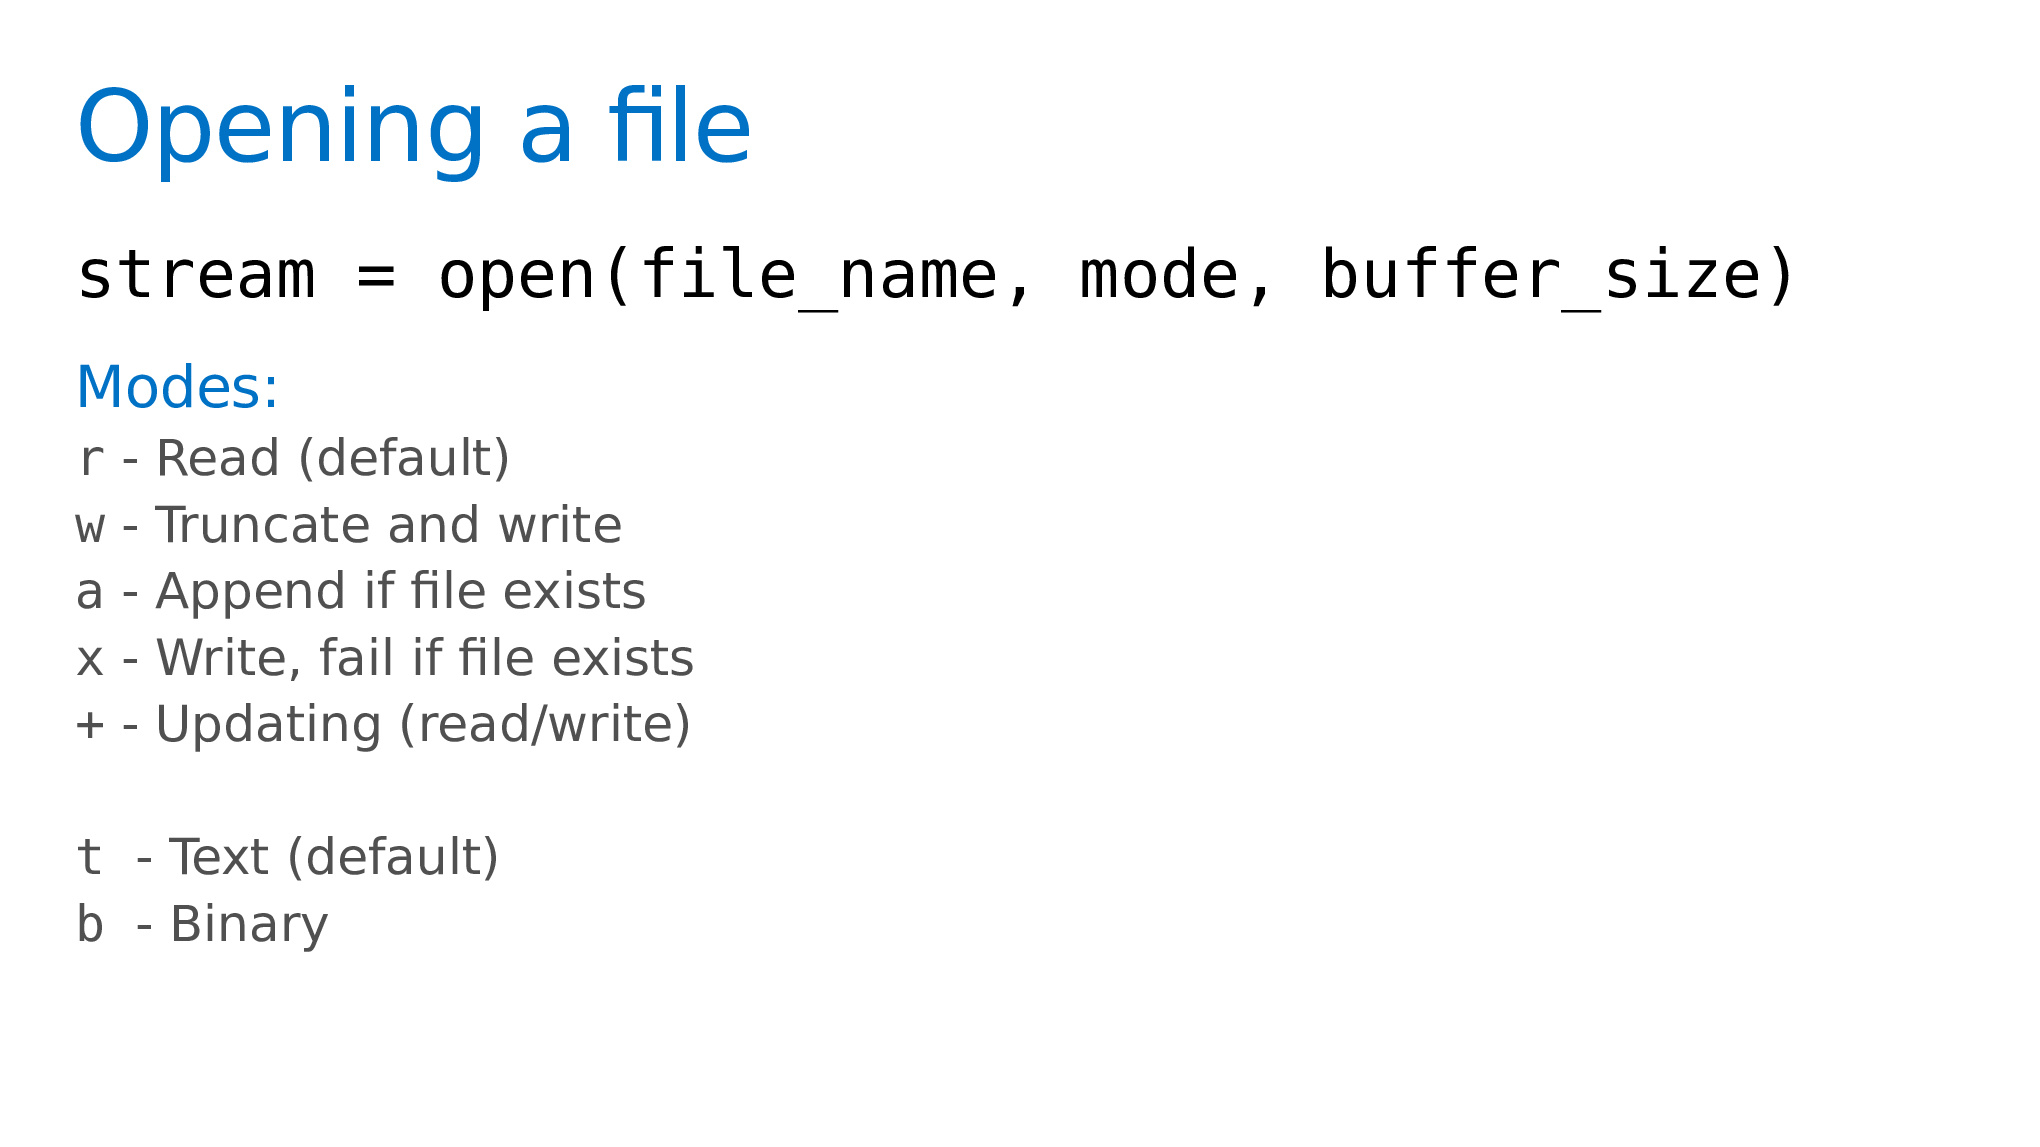 Opening a file
stream = open(file_name, mode, buffer_size)
Modes:
r - Read (default)
w - Truncate and write
a - Append if file exists
x - Write, fail if file exists
+ - Updating (read/write)
t - Text (default)
b - Binary